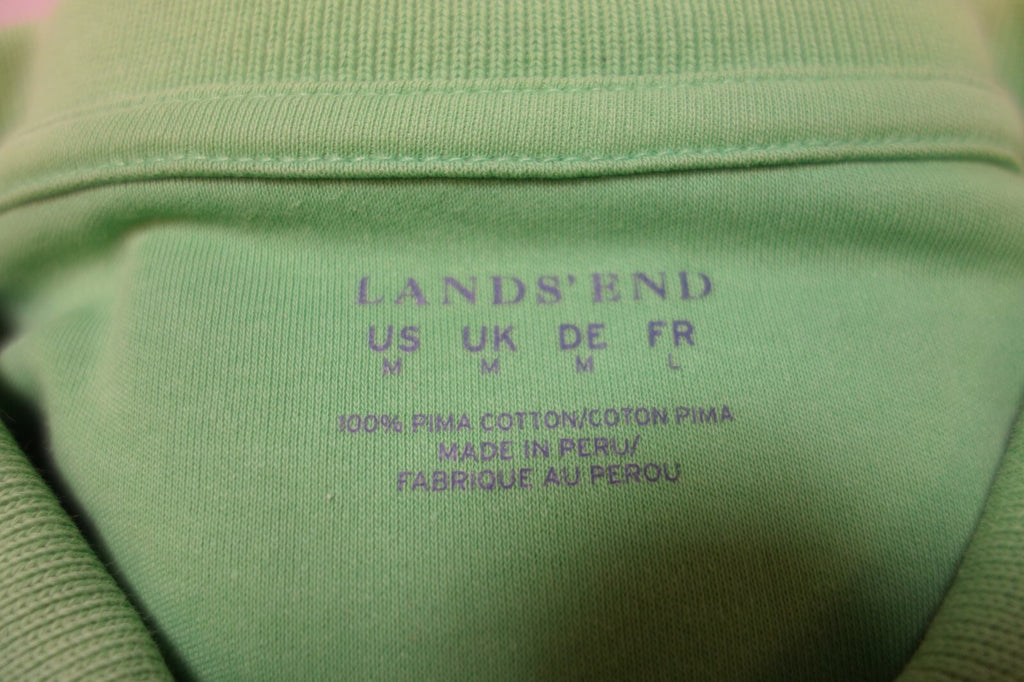 LANDS' END
US UK DE FR
M M M L
100% PIMA COTTON/COTON PIMA
MADE IN PERU/
FABRIQUE AU PEROU